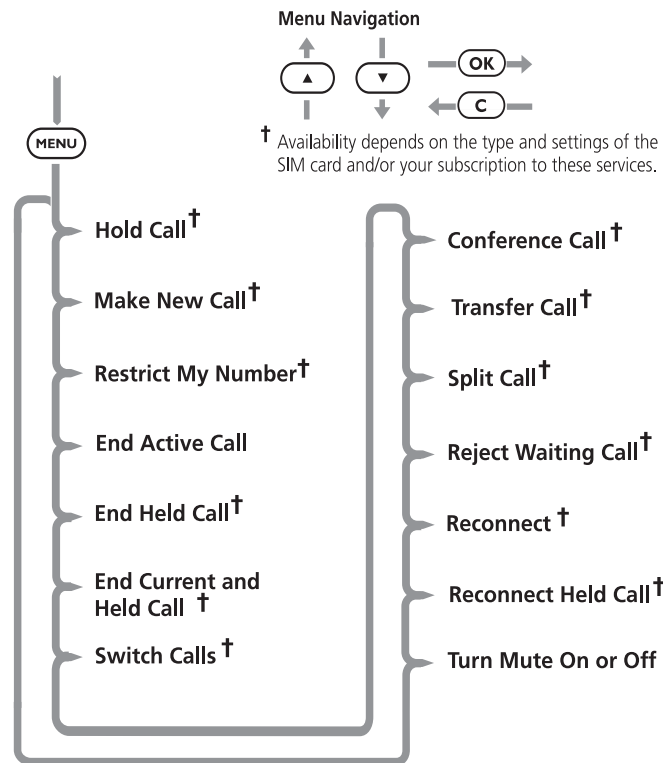 Menu Navigation
OK
C
† Availability depends on the type and settings of the
SIM card and/or your subscription to these services.
MENU
Hold Call†
Make New Call†
Restrict My Number†
End Active Call
End Held Call†
End Current and
Held Call †
Switch Calls†
Conference Call†
Transfer Call†
Split Call†
Reject Waiting Call†
Reconnect †
Reconnect Held Call†
Turn Mute On or Off